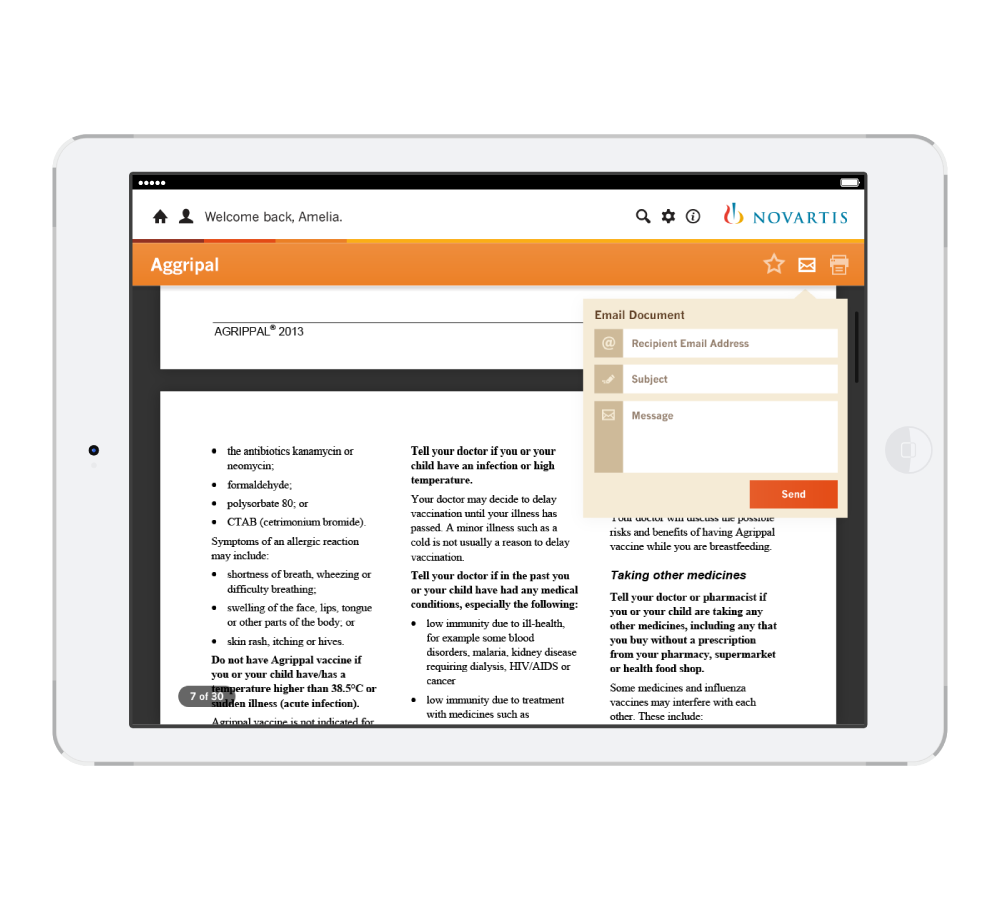 Welcome back, Amelia.
NOVARTIS
Aggripal
AGRIPPAL® 2013
Email Document
@ Recipient Email Address
Subject
Message
Send
• the antibiotics kanamycin or
neomycin;
• formaldehyde;
• polysorbate 80; or
• CTAB (cetrimonium bromide).
Symptoms of an allergic reaction
may include:
• shortness of breath, wheezing or
difficulty breathing;
• swelling of the face, lips, tongue
or other parts of the body; or
• skin rash, itching or hives.
Do not have Agrippal vaccine if
you or your child have/has a
temperature higher than 38.5°C or
sudden illness (acute infection).
Agrippal vaccine is not indicated for
7 of 30
Tell your doctor if you or your
child have an infection or high
temperature.
Your doctor may decide to delay
vaccination until your illness has
passed. A minor illness such as a
cold is not usually a reason to delay
vaccination.
Tell your doctor if in the past you
or your child have had any medical
conditions, especially the following:
• low immunity due to ill-health,
for example some blood
disorders, malaria, kidney disease
requiring dialysis, HIV/AIDS or
cancer
• low immunity due to treatment
with medicines such as
Your doctor will discuss the possible
risks and benefits of having Agrippal
vaccine while you are breastfeeding.
Taking other medicines
Tell your doctor or pharmacist if
you or your child are taking any
other medicines, including any that
you buy without a prescription
from your pharmacy, supermarket
or health food shop.
Some medicines and influenza
vaccines may interfere with each
other. These include: